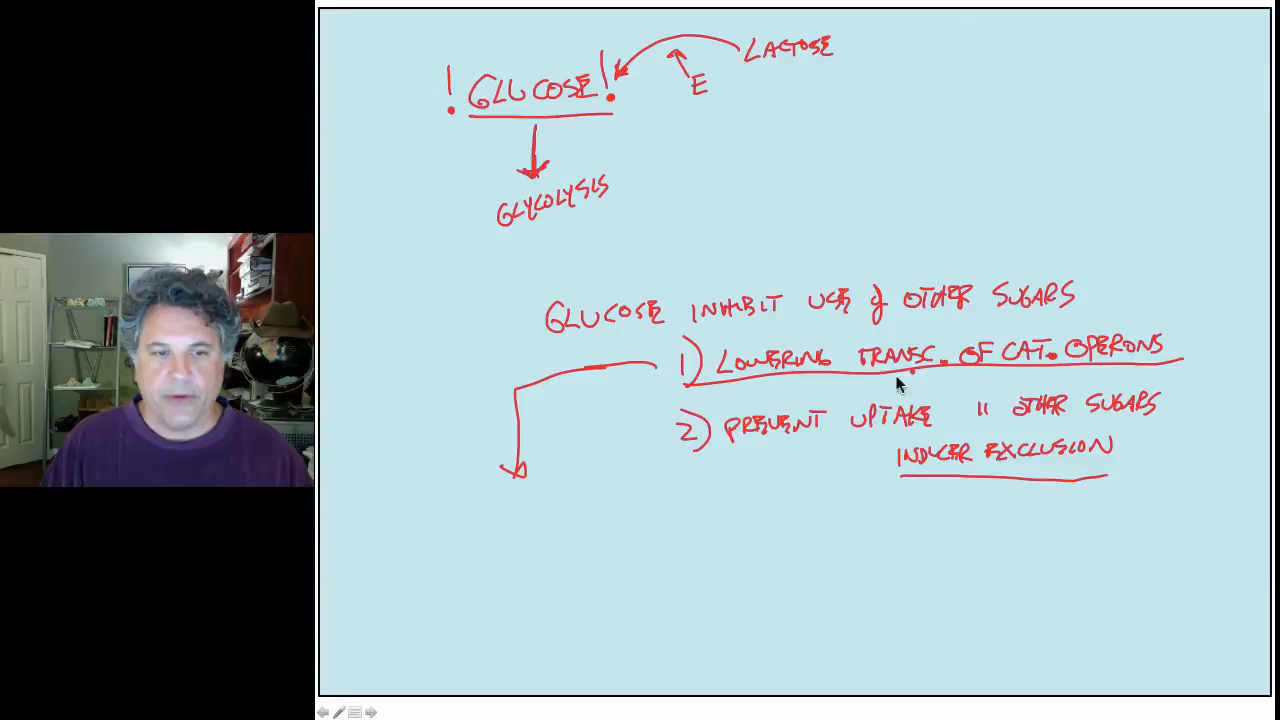 LACTOSE
! GLUCOSE !
E
GLYCOLYSIS
GLUCOSE INHIBIT USE of OTHER SUGARS
1) LOWERING TRANSC. OF CAT. OPERONS
2) PREVENT UPTAKE " OTHER SUGARS
INDUCER EXCLUSION